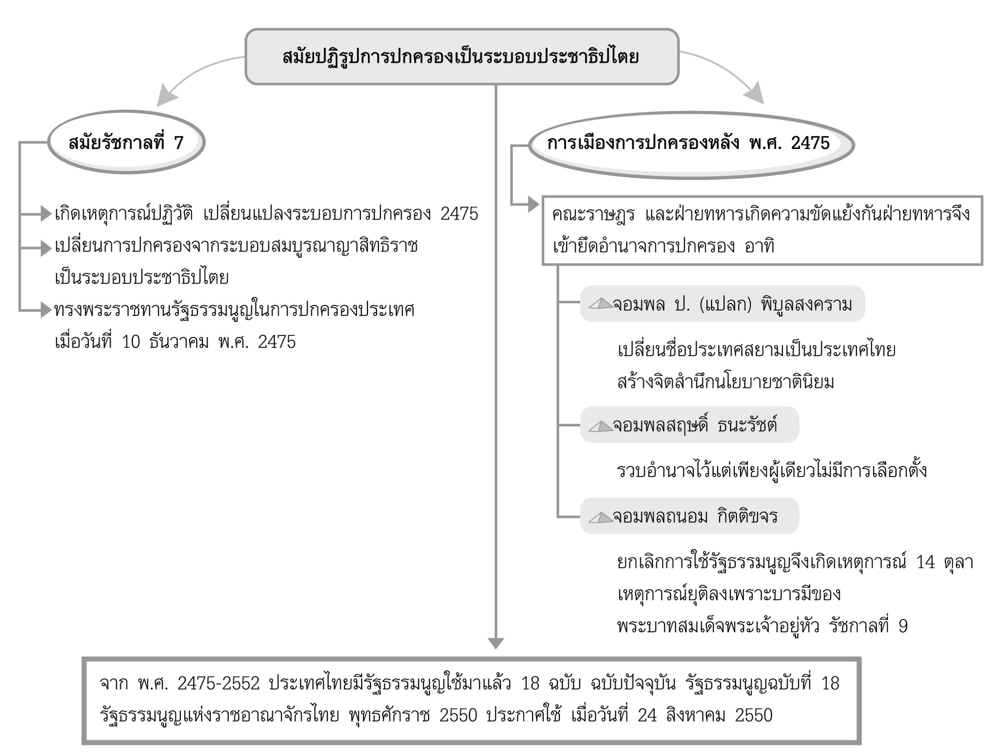 สมัยปฏิรูปการปกครองเป็นระบอบประชาธิปไตย
สมัยรัชกาลที่ 7
เกิดเหตุการณ์ปฏิวัติ เปลี่ยนแปลงระบอบการปกครอง 2475
เปลี่ยนการปกครองจากระบอบสมบูรณาญาสิทธิราช
เป็นระบอบประชาธิปไตย
ทรงพระราชทานรัฐธรรมนูญในการปกครองประเทศ
เมื่อวันที่ 10 ธันวาคม พ.ศ. 2475
การเมืองการปกครองหลัง พ.ศ. 2475
คณะราษฎร และฝ่ายทหารเกิดความขัดแย้งกันฝ่ายทหารจึง
เข้ายึดอำนาจการปกครอง อาทิ
จอมพล ป. (แปลก) พิบูลสงคราม
เปลี่ยนชื่อประเทศสยามเป็นประเทศไทย
สร้างจิตสำนึกนโยบายชาตินิยม
จอมพลสฤษดิ์ ธนะรัชต์
รวบอำนาจไว้แต่เพียงผู้เดียวไม่มีการเลือกตั้ง
จอมพลถนอม กิตติขจร
ยกเลิกการใช้รัฐธรรมนูญจึงเกิดเหตุการณ์ 14 ตุลา
เหตุการณ์ยุติลงเพราะบารมีของ
พระบาทสมเด็จพระเจ้าอยู่หัว รัชกาลที่ 9
จาก พ.ศ. 2475-2552 ประเทศไทยมีรัฐธรรมนูญใช้มาแล้ว 18 ฉบับ ฉบับปัจจุบัน รัฐธรรมนูญฉบับที่ 18
รัฐธรรมนูญแห่งราชอาณาจักรไทย พุทธศักราช 2550 ประกาศใช้ เมื่อวันที่ 24 สิงหาคม 2550